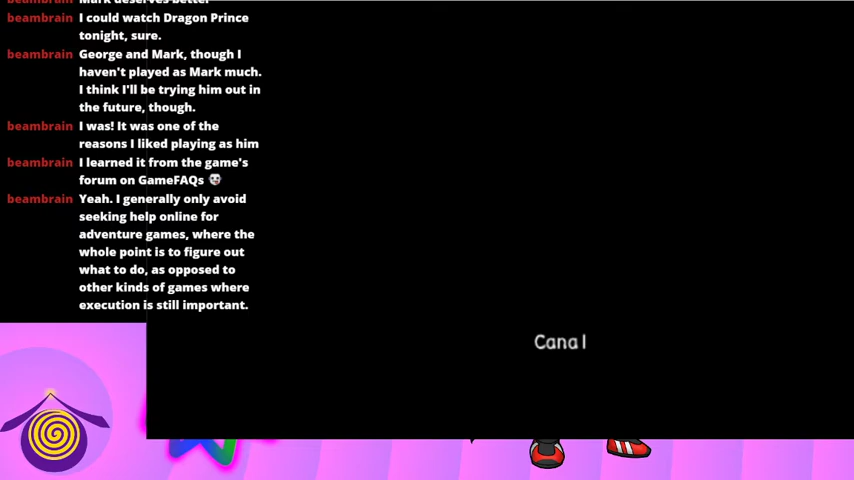 Mark deserves better
beambrain I could watch Dragon Prince
tonight, sure.
beambrain George and Mark, though I
haven't played as Mark much.
I think I'll be trying him out in
the future, though.
beambrain I was! It was one of the
reasons I liked playing as him
beambrain I learned it from the game's
forum on GameFAQs
beambrain Yeah. I generally only avoid
seeking help online for
adventure games, where the
whole point is to figure out
what to do, as opposed to
other kinds of games where
execution is still important.
Canal